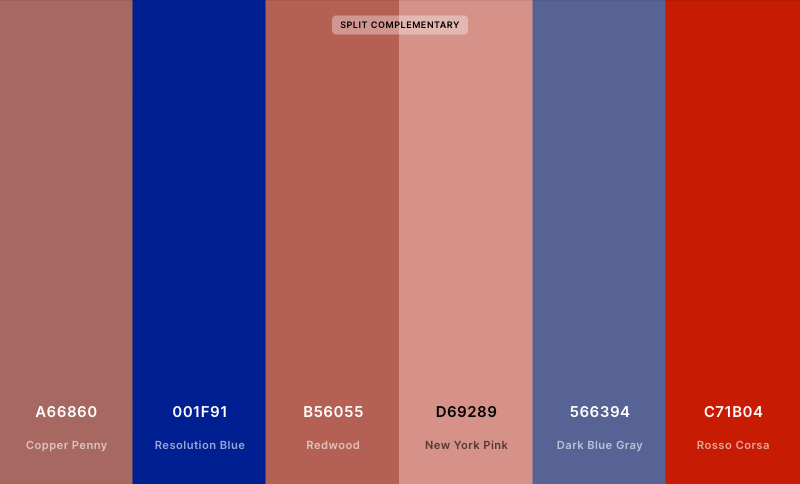 SPLIT COMPLEMENTARY
A66860
Copper Penny
001F91
Resolution Blue
B56055
Redwood
D69289
New York Pink
566394
Dark Blue Gray
C71B04
Rosso Corsa